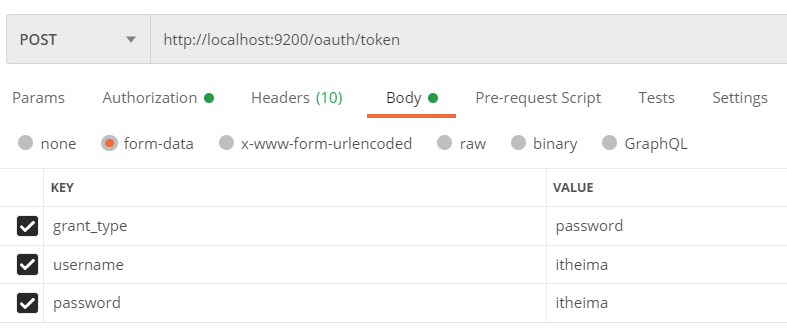 POST http://localhost:9200/oauth/token
Params Authorization Headers (10) Body Pre-request Script Tests Settings
none form-data x-www-form-urlencoded raw binary GraphQL
KEY VALUE
grant_type password
username itheima
password itheima